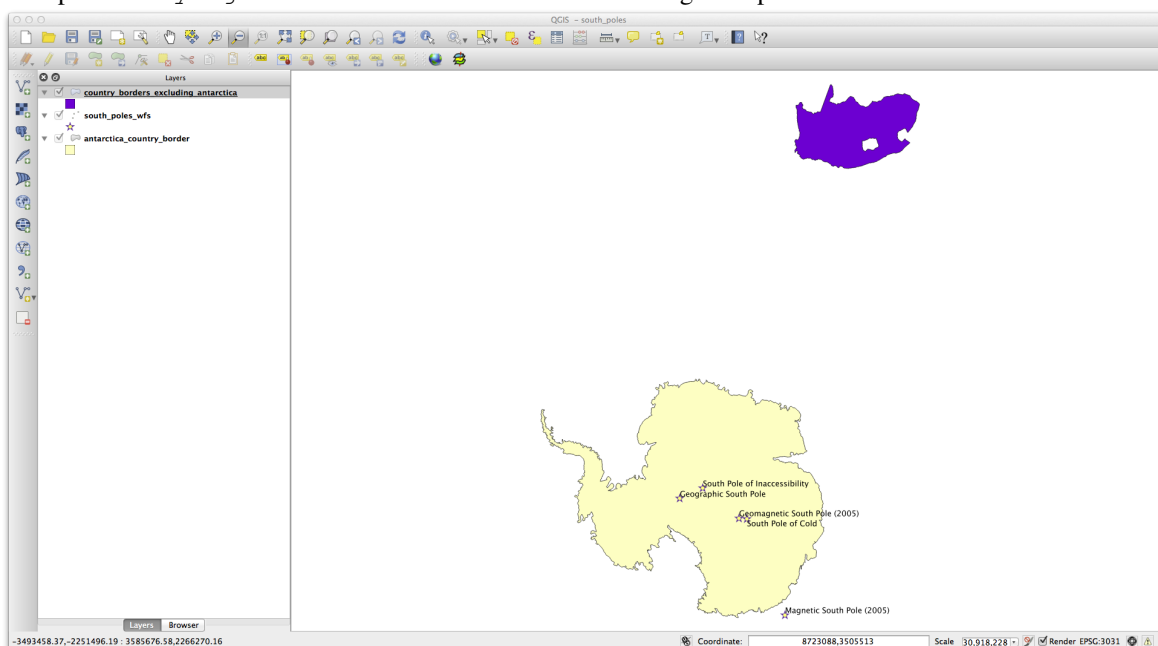 QGIS - south_poles
Layers
country_borders_excluding_antarctica
south_poles_wfs
antarctica_country_border
South Pole of Inaccessibility
Geographic South Pole
Geomagnetic South Pole (2005)
South Pole of Cold
Magnetic South Pole (2005)
Layers Browser
-3493458.37,-2251496.19 : 3585676.58,2266270.16 Coordinate: 8723088,3505513 Scale 30,918,228 Render EPSG:3031